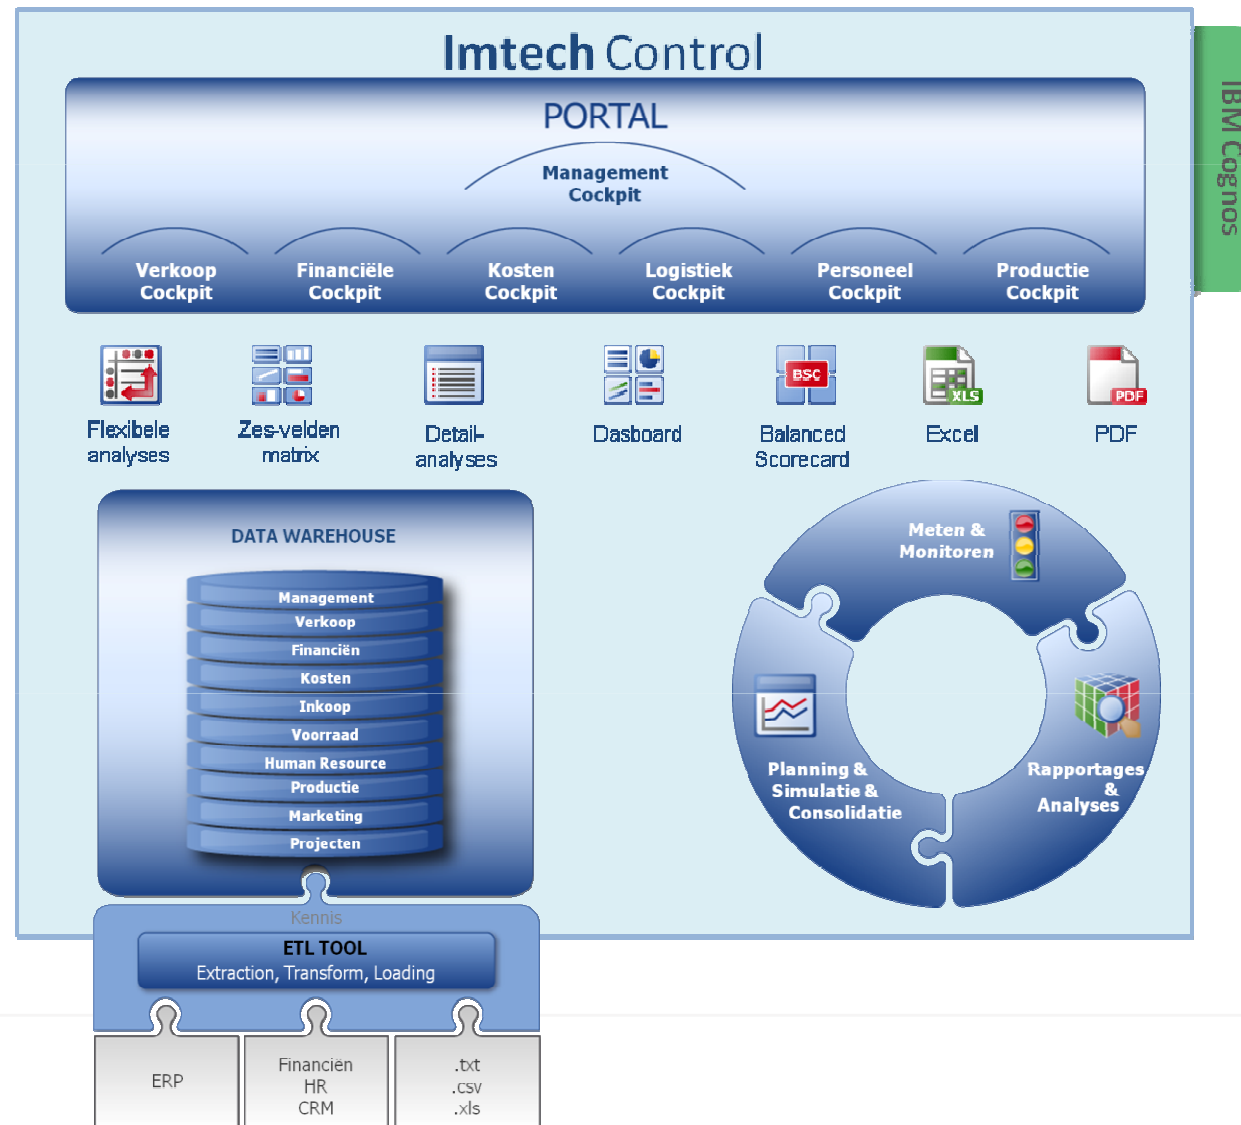 Imtech Control
IBM Cognos
PORTAL
Management
Cockpit
Verkoop
Cockpit
Financiële
Cockpit
Kosten
Cockpit
Logistiek
Cockpit
Personeel
Cockpit
Productie
Cockpit
BSC
XLS
PDF
Flexibele
analyses
Zes-velden
matrix
Detail-
analyses
Dasboard
Balanced
Scorecard
Excel
PDF
DATA WAREHOUSE
Management
Verkoop
Financiën
Kosten
Inkoop
Voorraad
Human Resource
Productie
Marketing
Projecten
Meten &
Monitoren
Planning &
Simulatie &
Consolidatie
Rapportages
&
Analyses
Kennis
ETL TOOL
Extraction, Transform, Loading
ERP
Financiën
HR
CRM
.txt
.csv
.xls